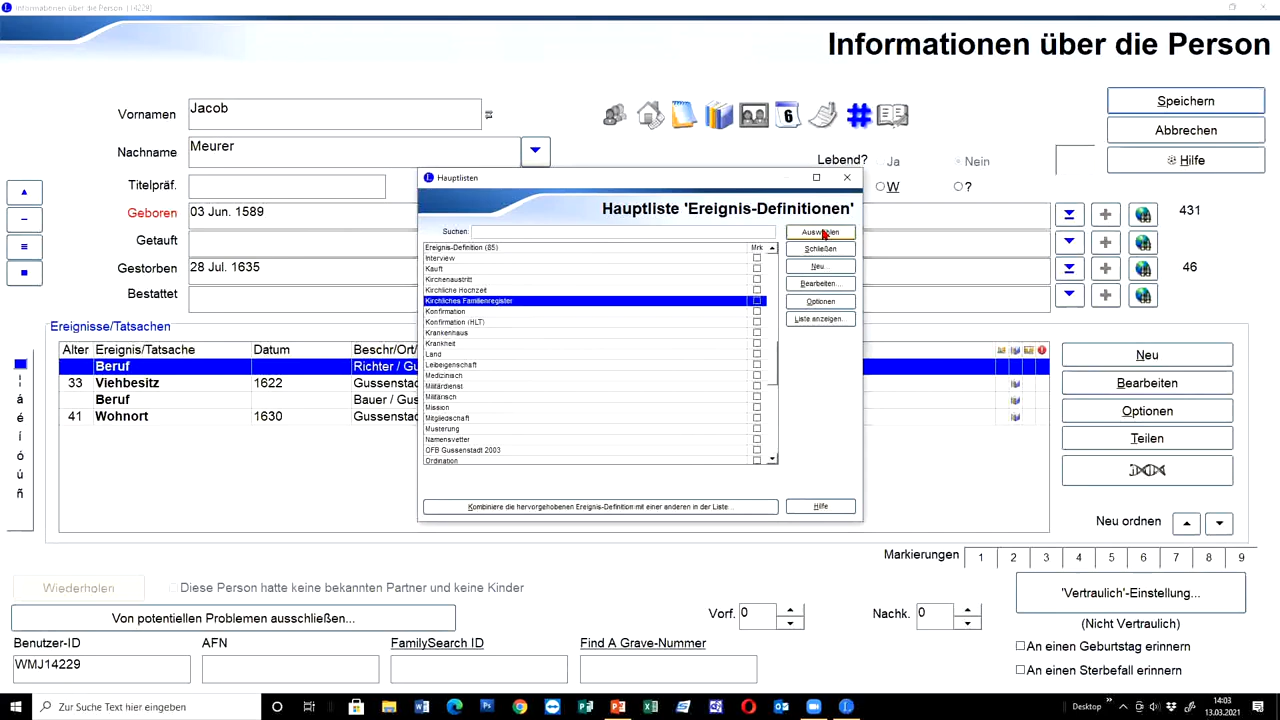 Informationen über die Person [14229]
Informationen über die Person
Vornamen
Jacob
6
#
Speichern
Nachname
Meurer
Abbrechen
Lebend?
Ja
Nein
Hilfe
Titelpräf.
W
?
Geboren
03 Jun. 1589
431
Getauft
Gestorben
28 Jul. 1635
46
Bestattet
Hauptlisten
Hauptliste 'Ereignis-Definitionen'
Suchen:
Auswählen
Ereignis-Definition (85)
Mrk
Schließen
Interview
Kauft
Neu...
Kirchenaustritt
Bearbeiten...
Kirchliche Hochzeit
Kirchliches Familienregister
Optionen
Konfirmation
Konfirmation (HLT)
Liste anzeigen...
Krankenhaus
Krankheit
Land
Leibeigenschaft
Medizinisch
Militärdienst
Militärisch
Mission
Mitgliedschaft
Musterung
Namensvetter
OFB Gussenstadt 2003
Ordination
Kombiniere die hervorgehobenen Ereignis-Definition mit einer anderen in der Liste...
Hilfe
Ereignisse/Tatsachen
Alter Ereignis/Tatsache Datum Beschr/Ort/
Beruf Richter / Gu
33 Viehbesitz 1622 Gussenstadt
Beruf Bauer / Gus
41 Wohnort 1630 Gussenstadt
á
é
í
ó
ú
ñ
Neu
Bearbeiten
Optionen
Teilen
Neu ordnen
Markierungen 1 2 3 4 5 6 7 8 9
Wiederholen
Diese Person hatte keine bekannten Partner und keine Kinder
'Vertraulich'-Einstellung...
Von potentiellen Problemen ausschließen...
Vorf. 0
Nachk. 0
(Nicht Vertraulich)
Benutzer-ID
AFN
FamilySearch ID
Find A Grave-Nummer
An einen Geburtstag erinnern
WMJ14229
An einen Sterbefall erinnern
Zur Suche Text hier eingeben
Desktop
14:03
13.03.2021